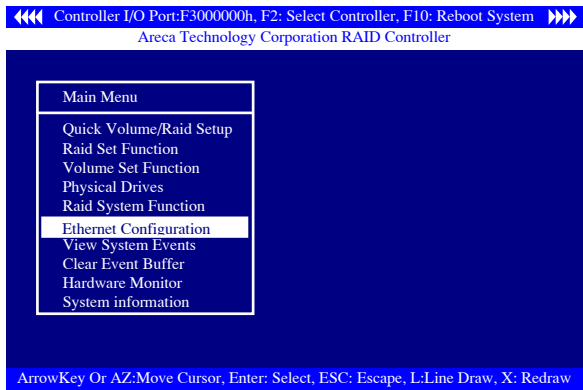 Controller I/O Port:F3000000h, F2: Select Controller, F10: Reboot System
Areca Technology Corporation RAID Controller
Main Menu
Quick Volume/Raid Setup
Raid Set Function
Volume Set Function
Physical Drives
Raid System Function
Ethernet Configuration
View System Events
Clear Event Buffer
Hardware Monitor
System information
ArrowKey Or AZ:Move Cursor, Enter: Select, ESC: Escape, L:Line Draw, X: Redraw